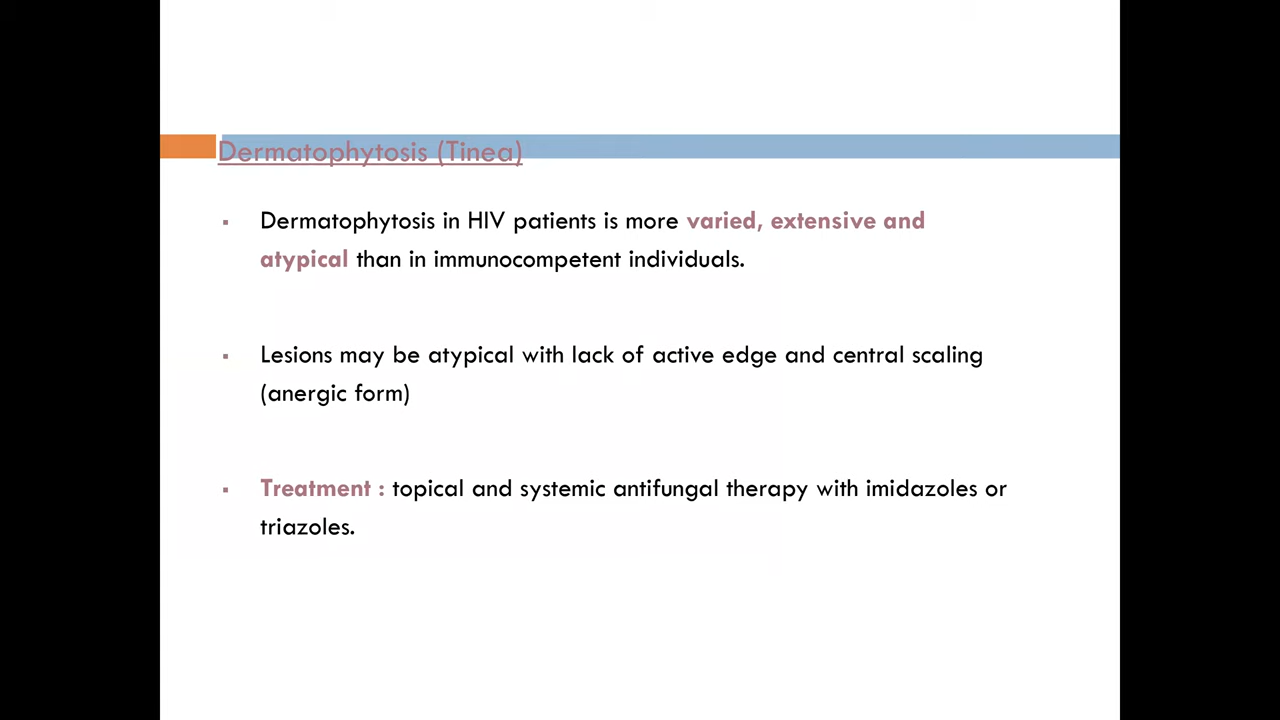 Dermatophytosis (Tinea)
▪ Dermatophytosis in HIV patients is more varied, extensive and
atypical than in immunocompetent individuals.
▪ Lesions may be atypical with lack of active edge and central scaling
(anergic form)
▪ Treatment : topical and systemic antifungal therapy with imidazoles or
triazoles.